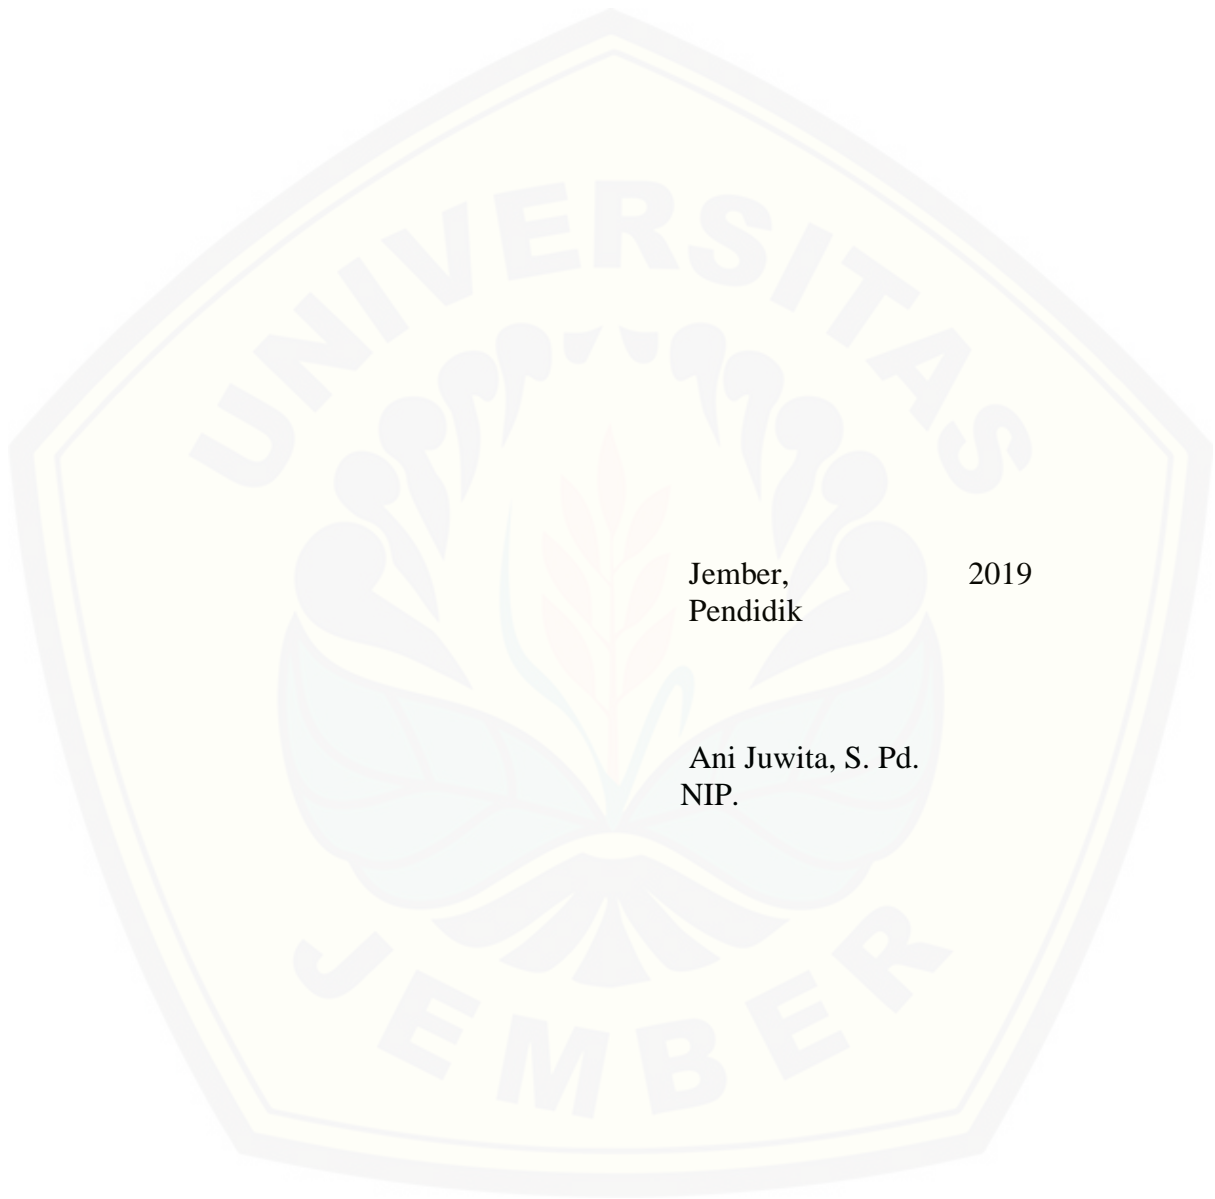 UNIVERSITAS
Jember, 2019
Pendidik
Ani Juwita, S. Pd.
NIP.
JEMBER